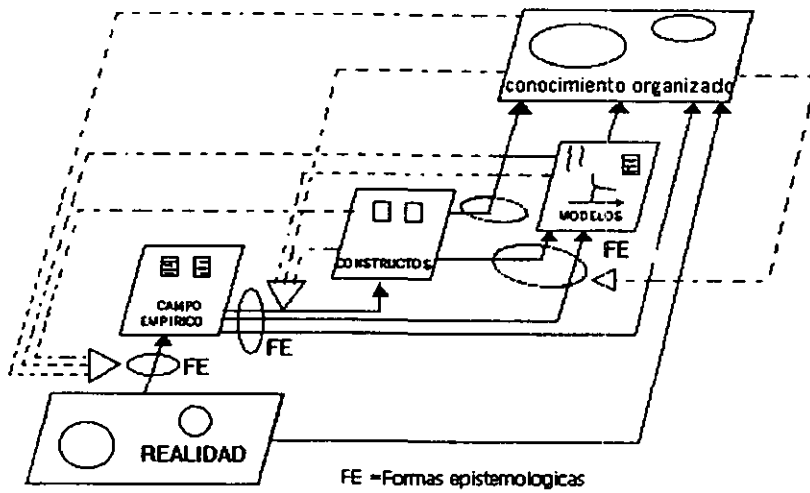 conocimiento organizado
MODELOS
CONSTRUCTOS
FE
CAMPO
EMPIRICO
FE
FE
REALIDAD
FE =Formas epistemologicas